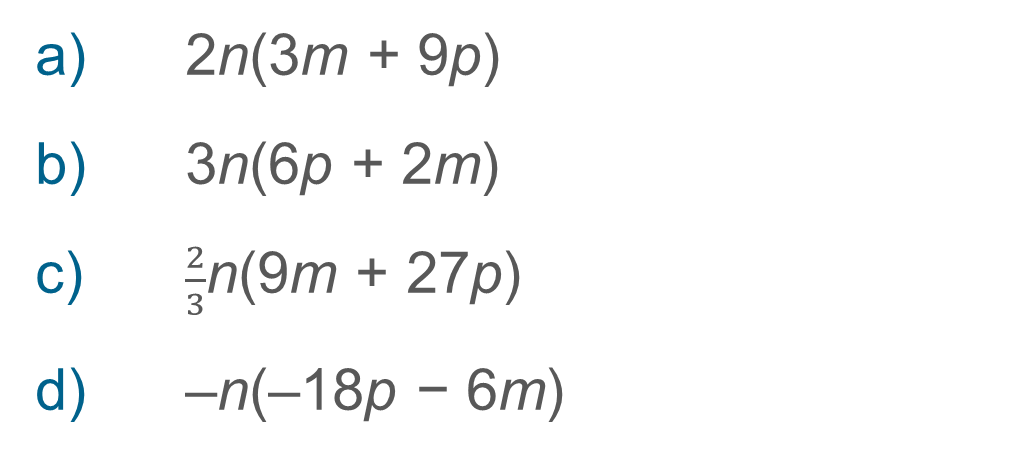 a) 2n(3m + 9p)
b) 3n(6p + 2m)
c) 2/3n(9m + 27p)
d) –n(–18p − 6m)